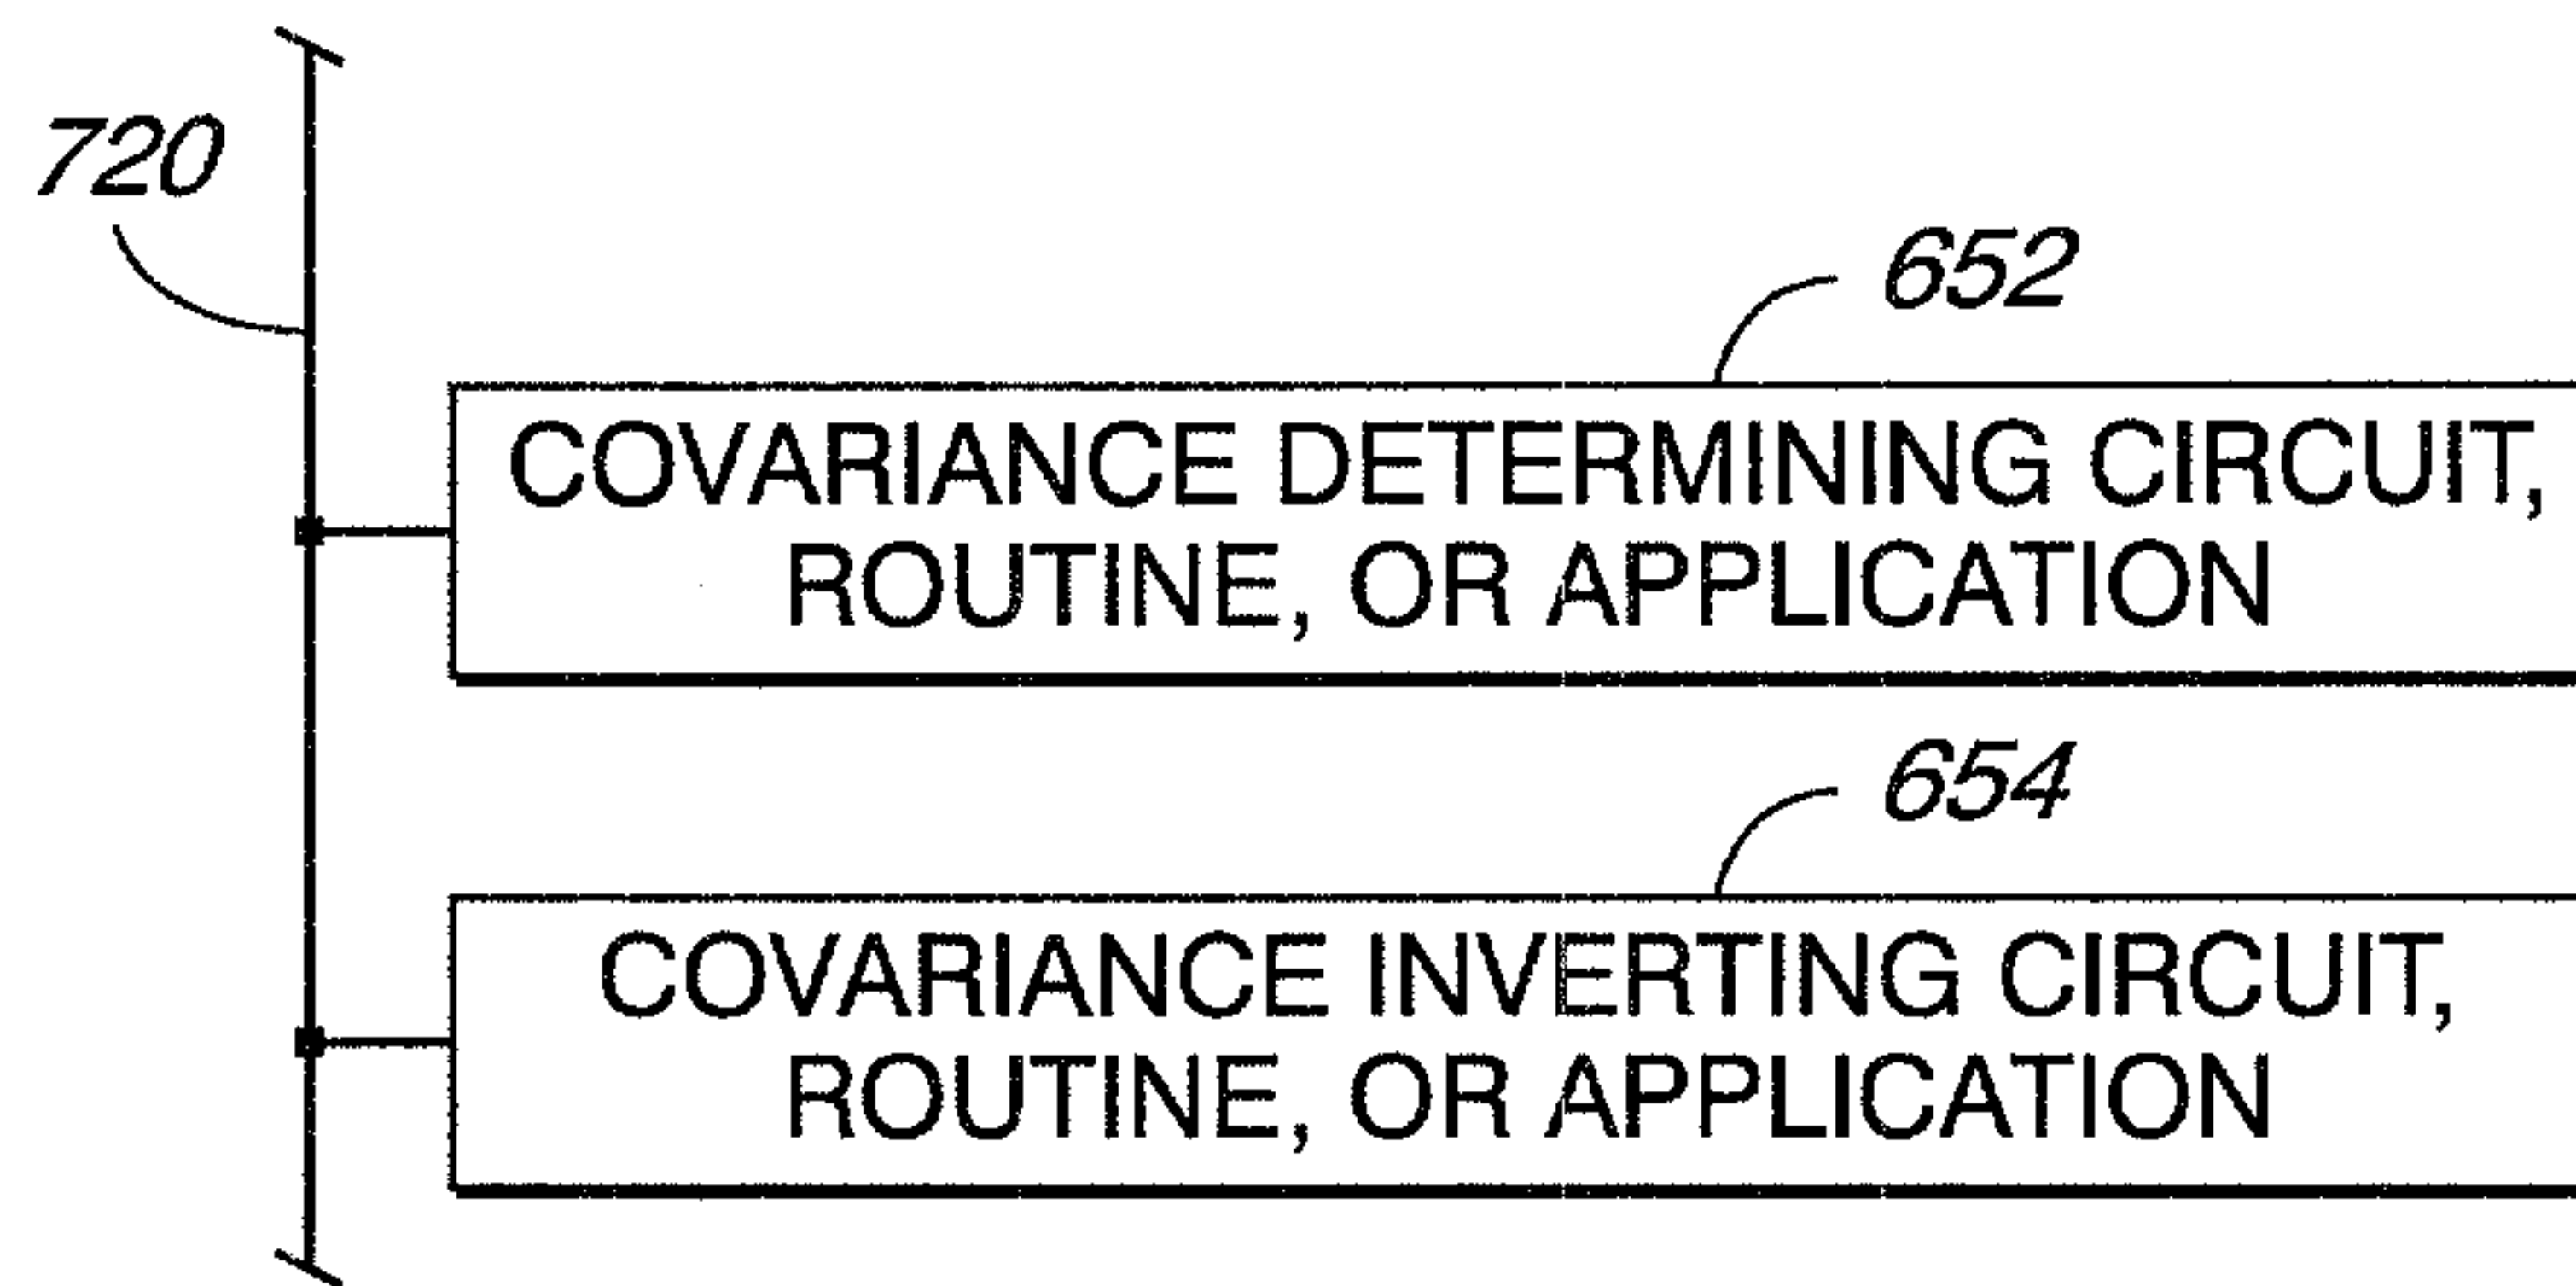 720
652
COVARIANCE DETERMINING CIRCUIT,
ROUTINE, OR APPLICATION
654
COVARIANCE INVERTING CIRCUIT,
ROUTINE, OR APPLICATION